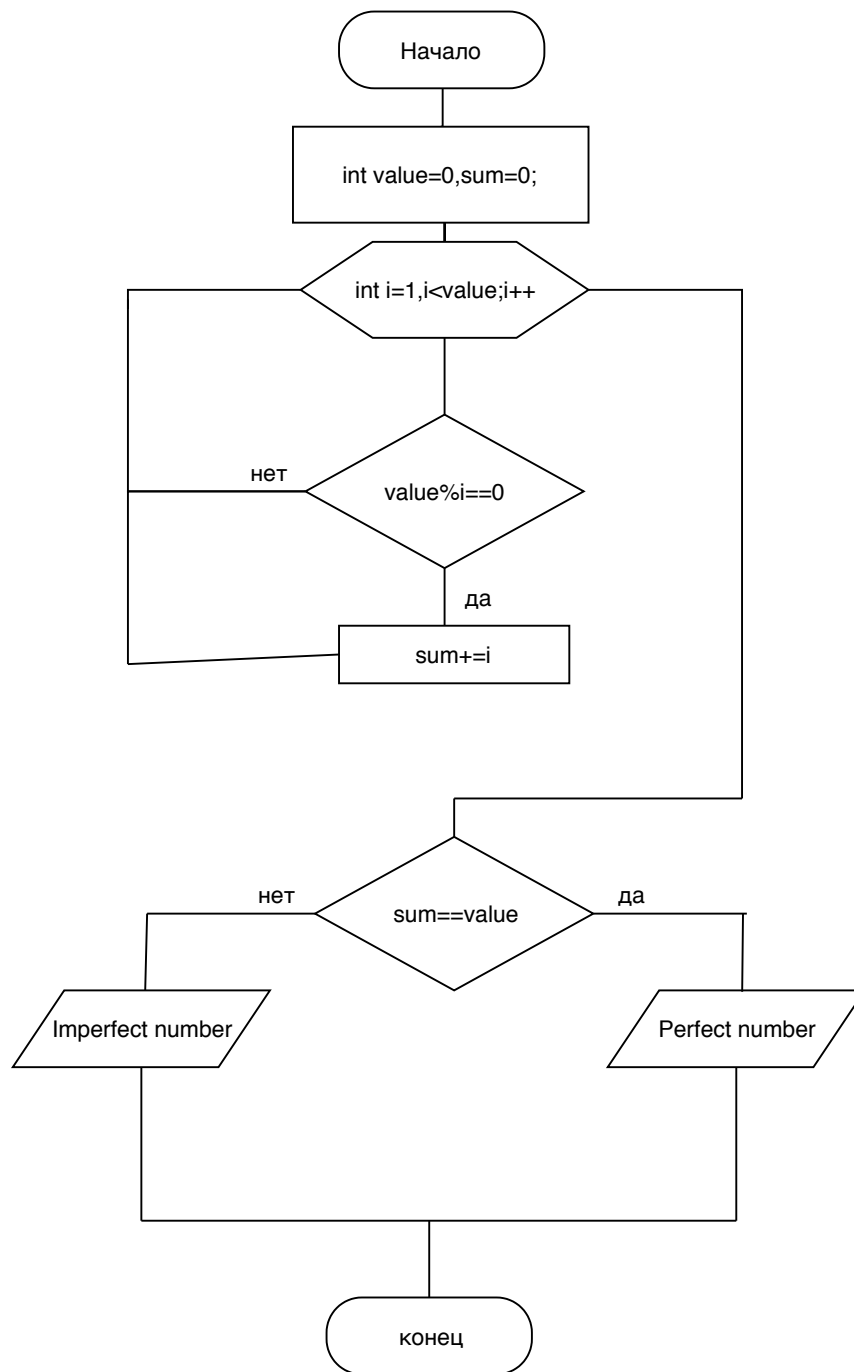 Начало
int value=0,sum=0;
int i=1,i<value;i++
нет
value%i==0
да
sum+=i
нет
sum==value
да
Imperfect number
Perfect number
конец